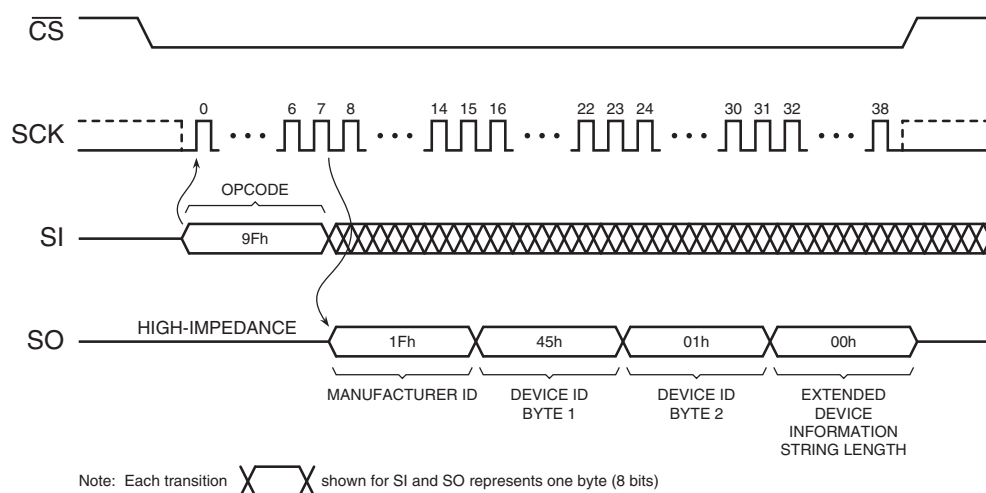 CS
0 6 7 8 14 15 16 22 23 24 30 31 32 38
SCK
OPCODE
SI 9Fh
HIGH-IMPEDANCE
SO 1Fh 45h 01h 00h
MANUFACTURER ID DEVICE ID DEVICE ID EXTENDED
BYTE 1 BYTE 2 DEVICE
INFORMATION
STRING LENGTH
Note: Each transition shown for SI and SO represents one byte (8 bits)